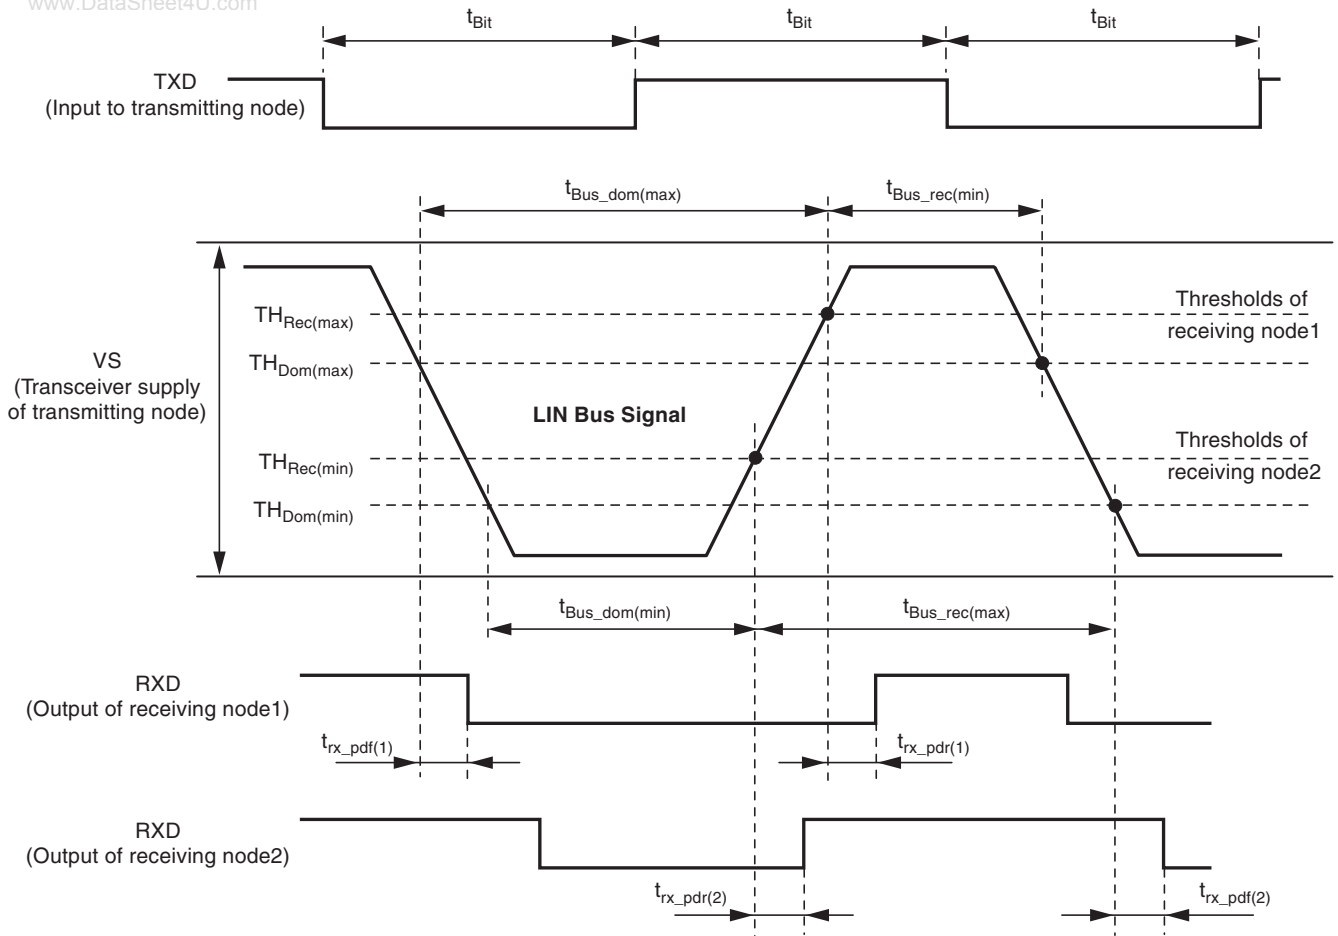 www.DataSheet4U.com
tBit tBit tBit
TXD
(Input to transmitting node)
tBus_dom(max) tBus_rec(min)
THRec(max)
THDom(max)
THRec(min)
THDom(min)
Thresholds of
receiving node1
VS
(Transceiver supply
of transmitting node)
LIN Bus Signal
Thresholds of
receiving node2
tBus_dom(min) tBus_rec(max)
RXD
(Output of receiving node1)
trx_pdf(1) trx_pdr(1)
RXD
(Output of receiving node2)
trx_pdr(2) trx_pdf(2)